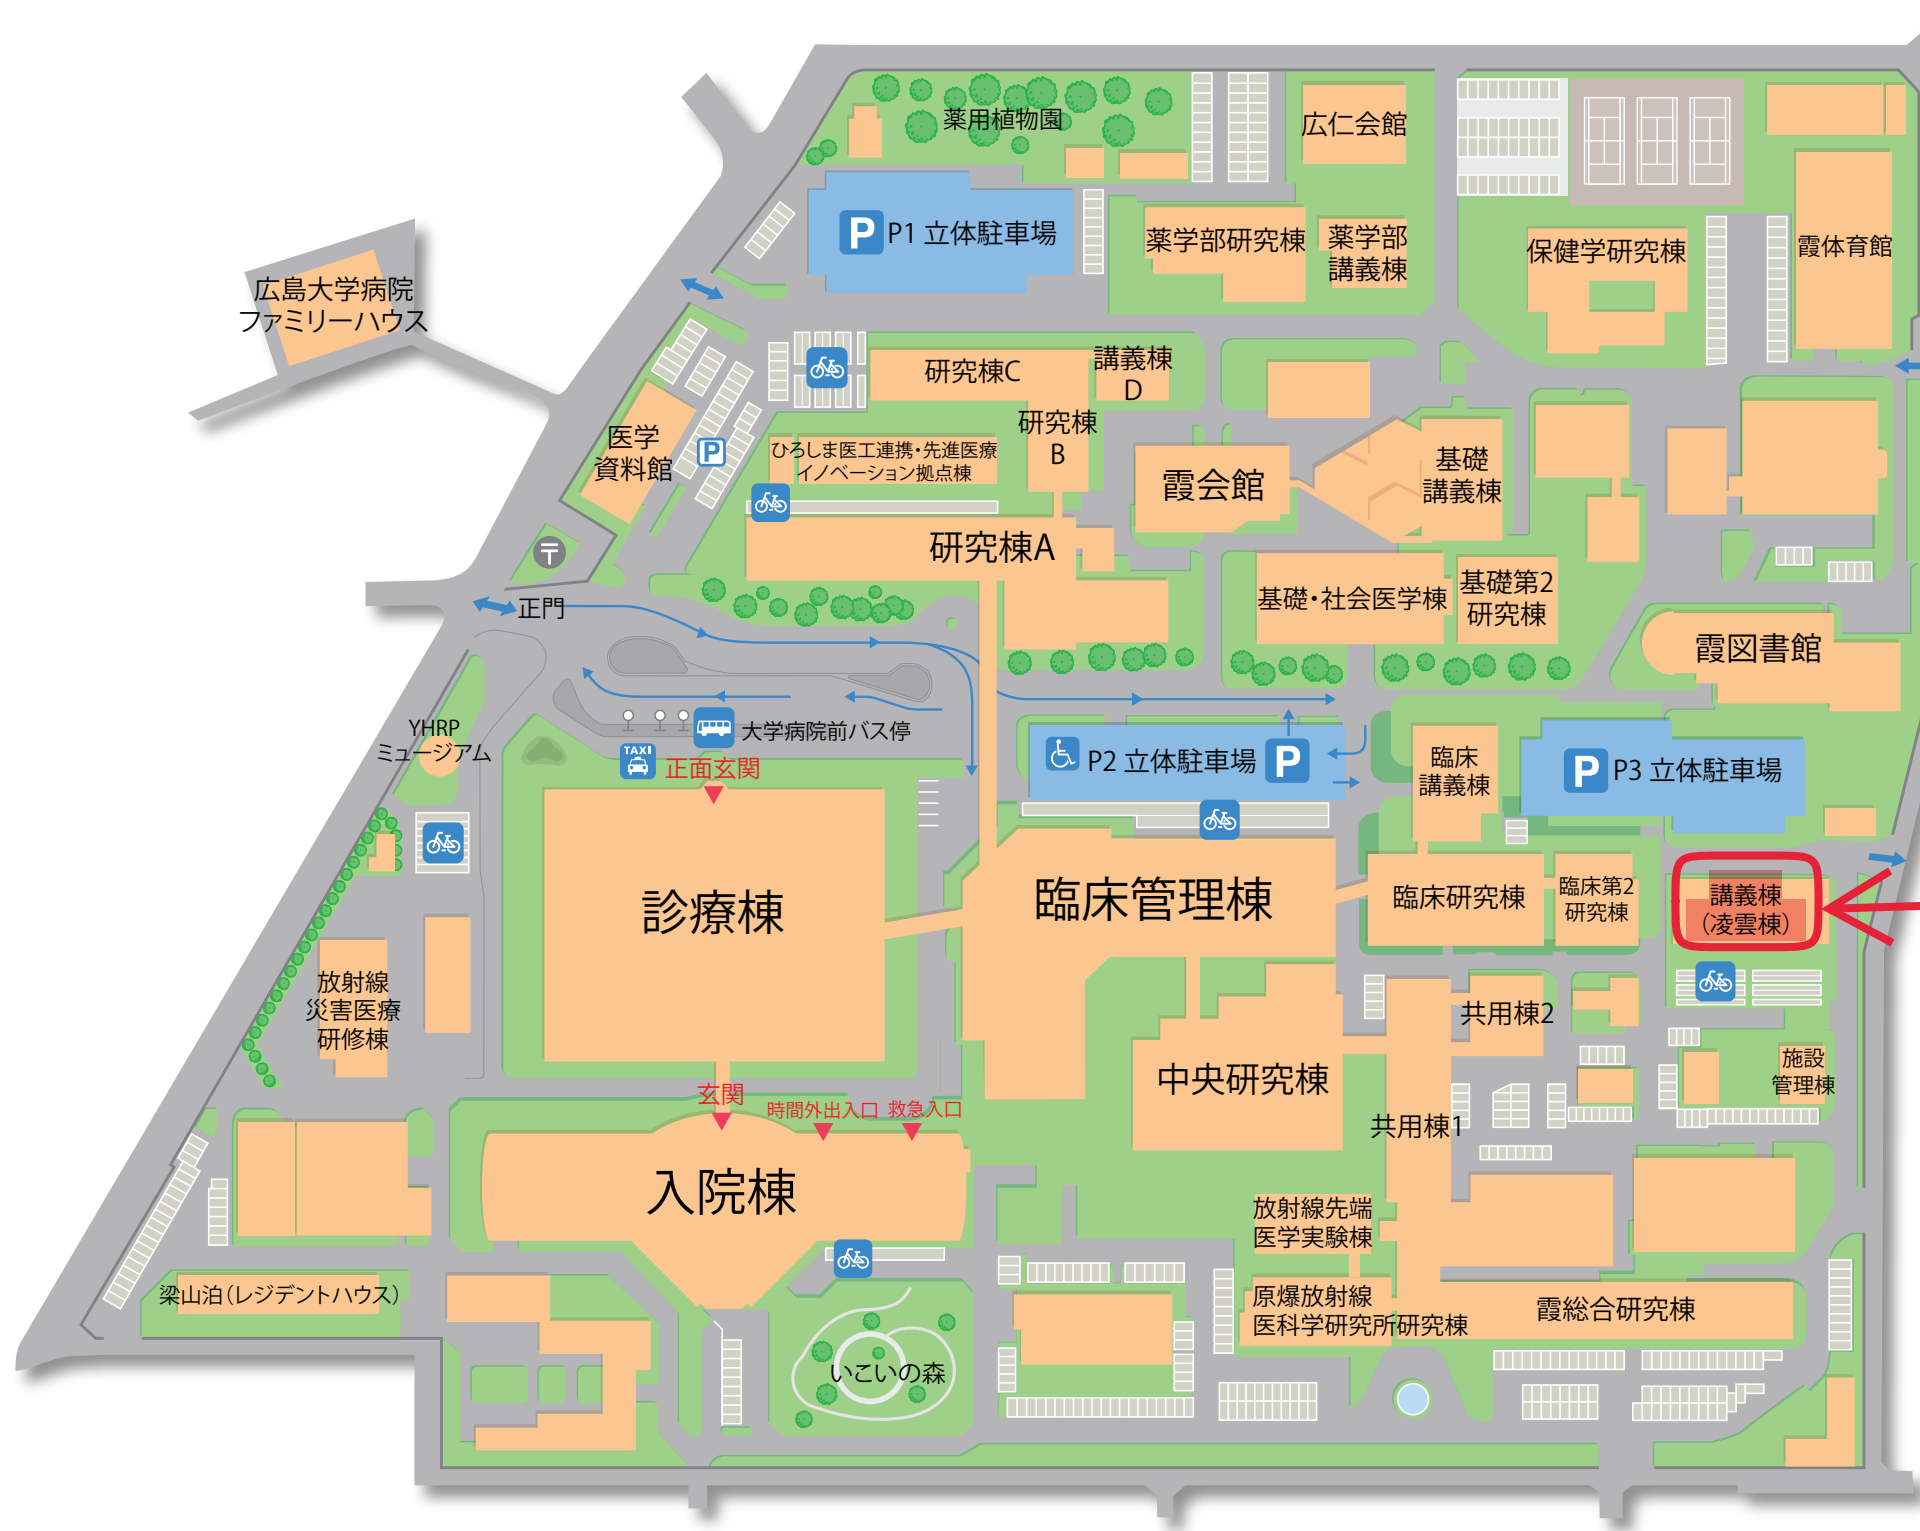 薬用植物園
広仁会館
P P1 立体駐車場
薬学部研究棟
薬学部
講義棟
保健学研究棟
霞体育館
広島大学病院
ファミリーハウス
研究棟C
講義棟
D
研究棟
B
医学
資料館
P
ひろしま医工連携・先進医療
イノベーション拠点棟
霞会館
基礎
講義棟
研究棟A
〒
正門
基礎・社会医学棟
基礎第2
研究棟
霞図書館
YHRP
ミュージアム
大学病院前バス停
TAXI
正面玄関
P2 立体駐車場 P
臨床
講義棟
P P3 立体駐車場
診療棟
臨床管理棟
臨床研究棟
臨床第2
研究棟
講義棟
（凌雲棟）
放射線
災害医療
研修棟
共用棟2
中央研究棟
施設
管理棟
玄関
時間外出入口
救急入口
共用棟1
入院棟
放射線先端
医学実験棟
梁山泊（レジデントハウス）
原爆放射線
医科学研究所研究棟
霞総合研究棟
いこいの森